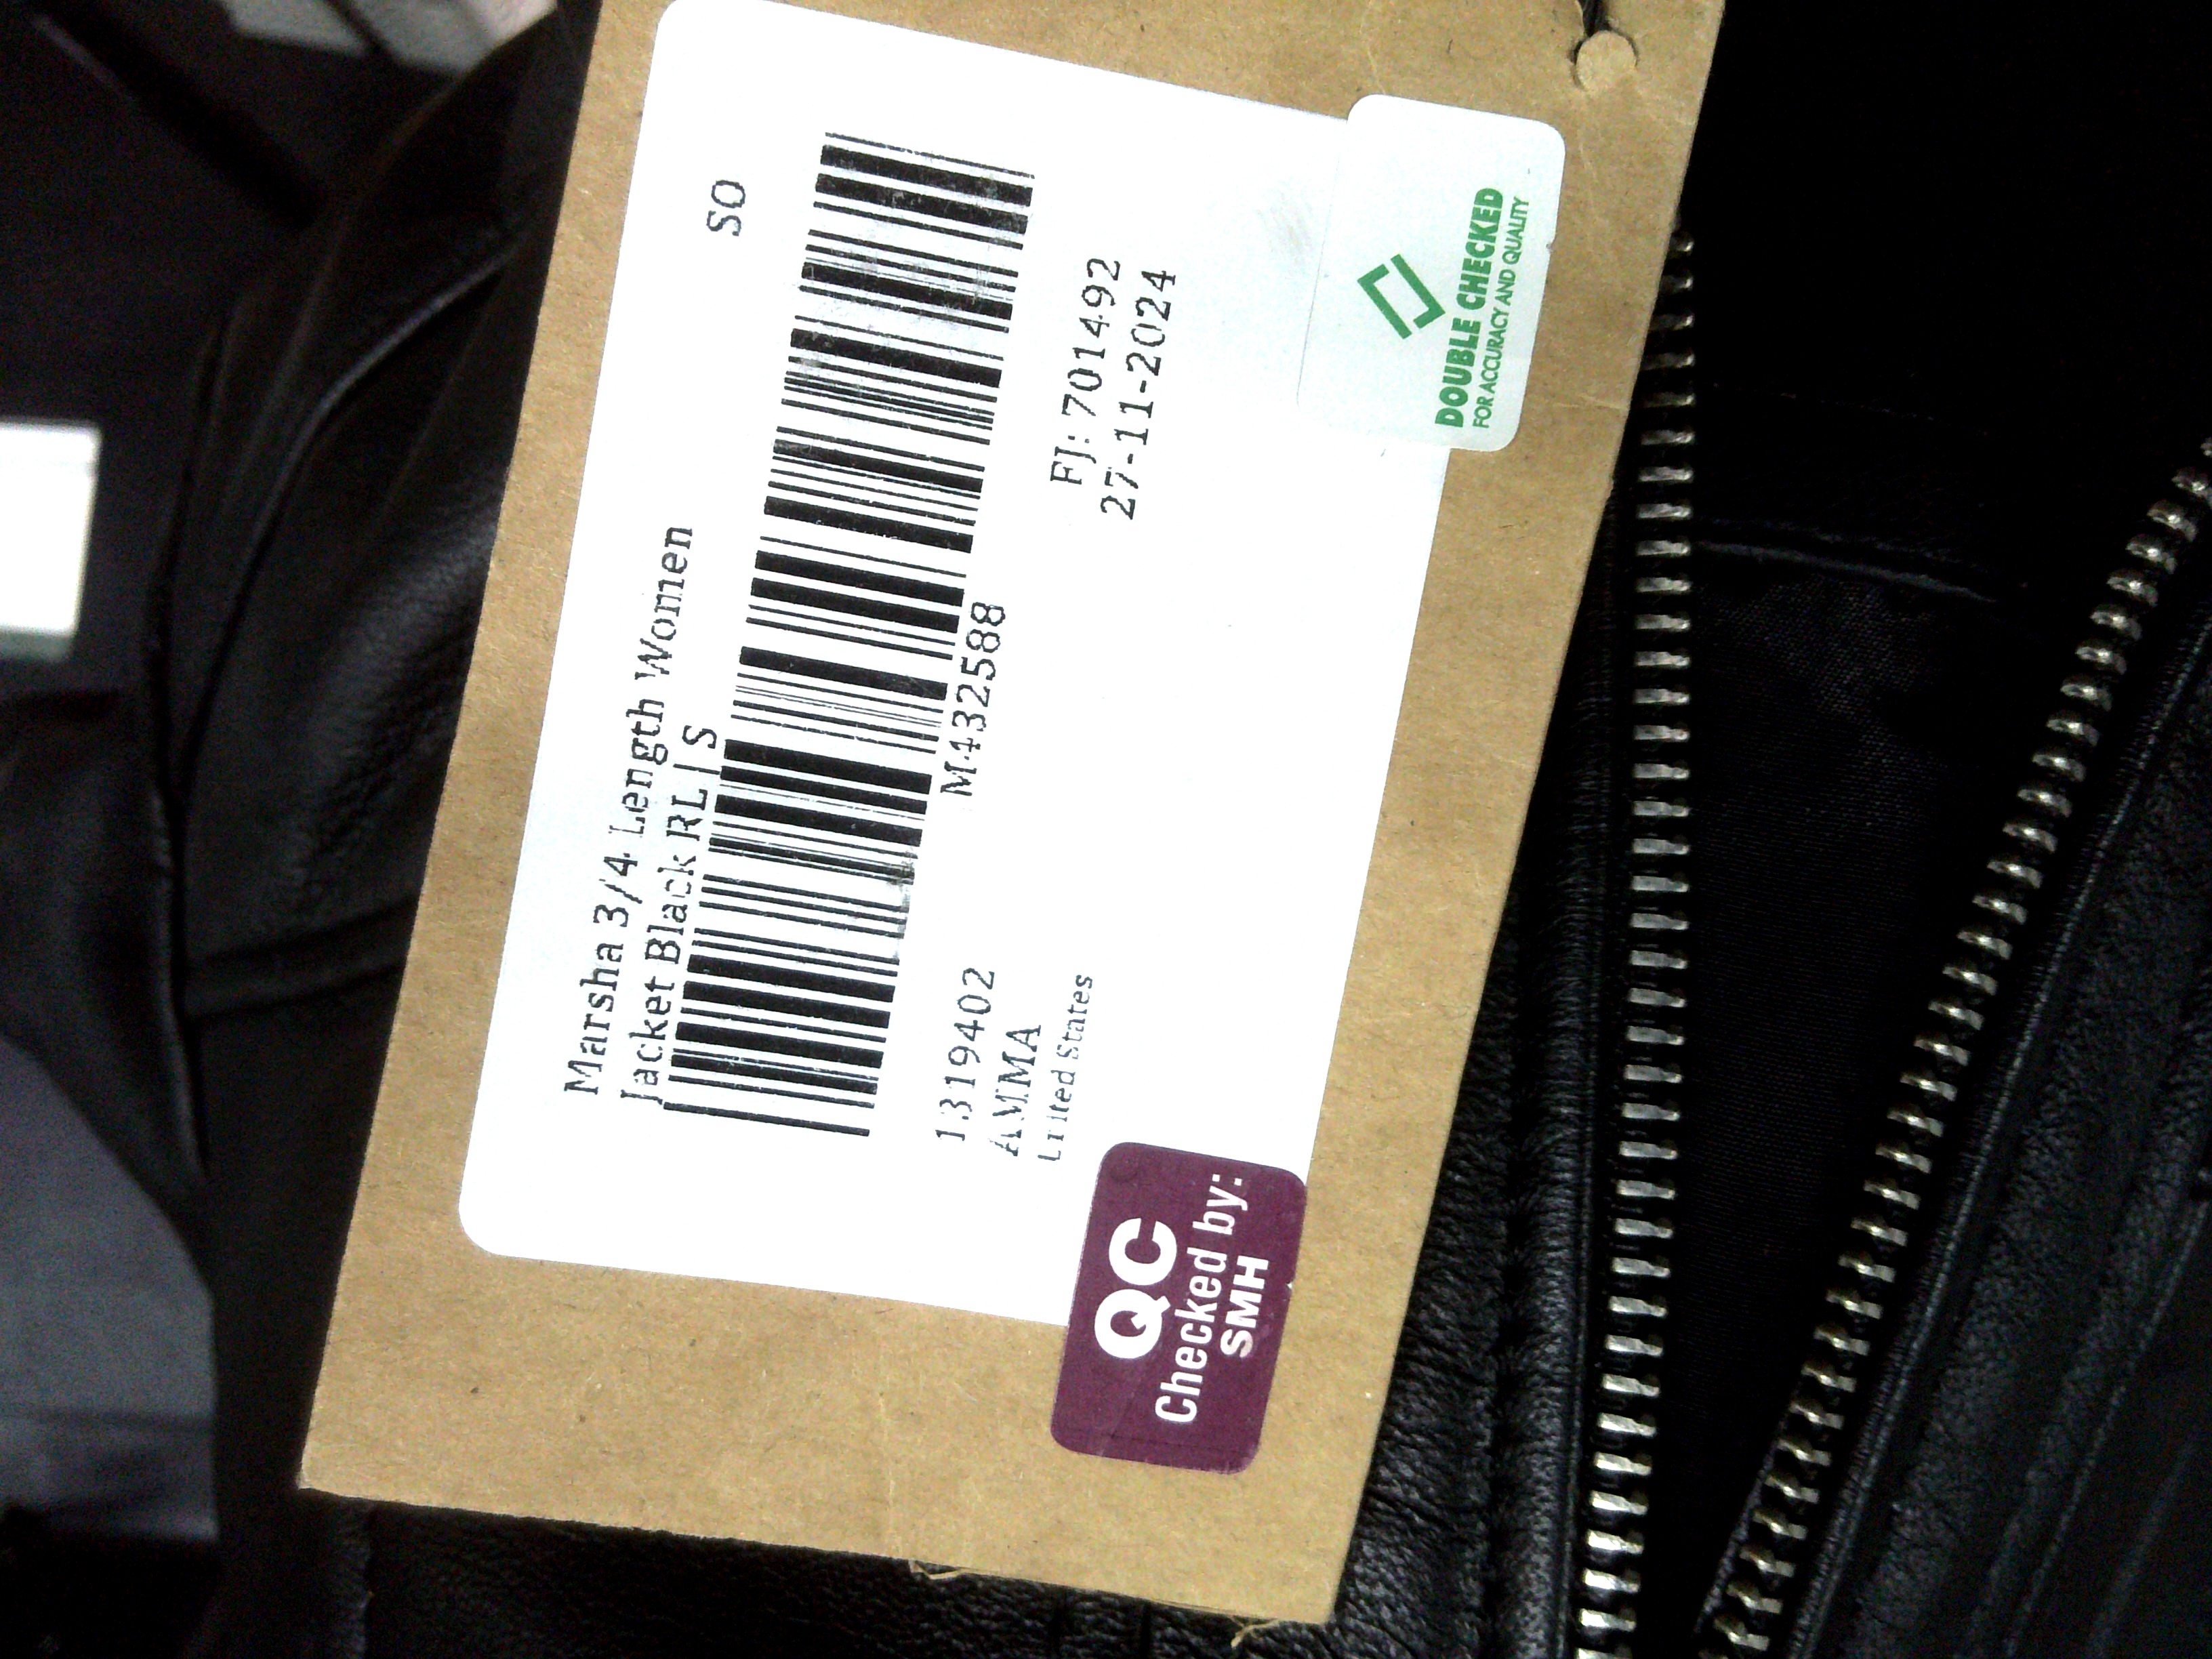 SO
Marsha 3/4 Length Women
Jacket Black RL | S
M432588
1319402
AMMA
United States
FJ: 701492
27-11-2024
QC
Checked by:
SMH
DOUBLE CHECKED
FOR ACCURACY AND QUALITY